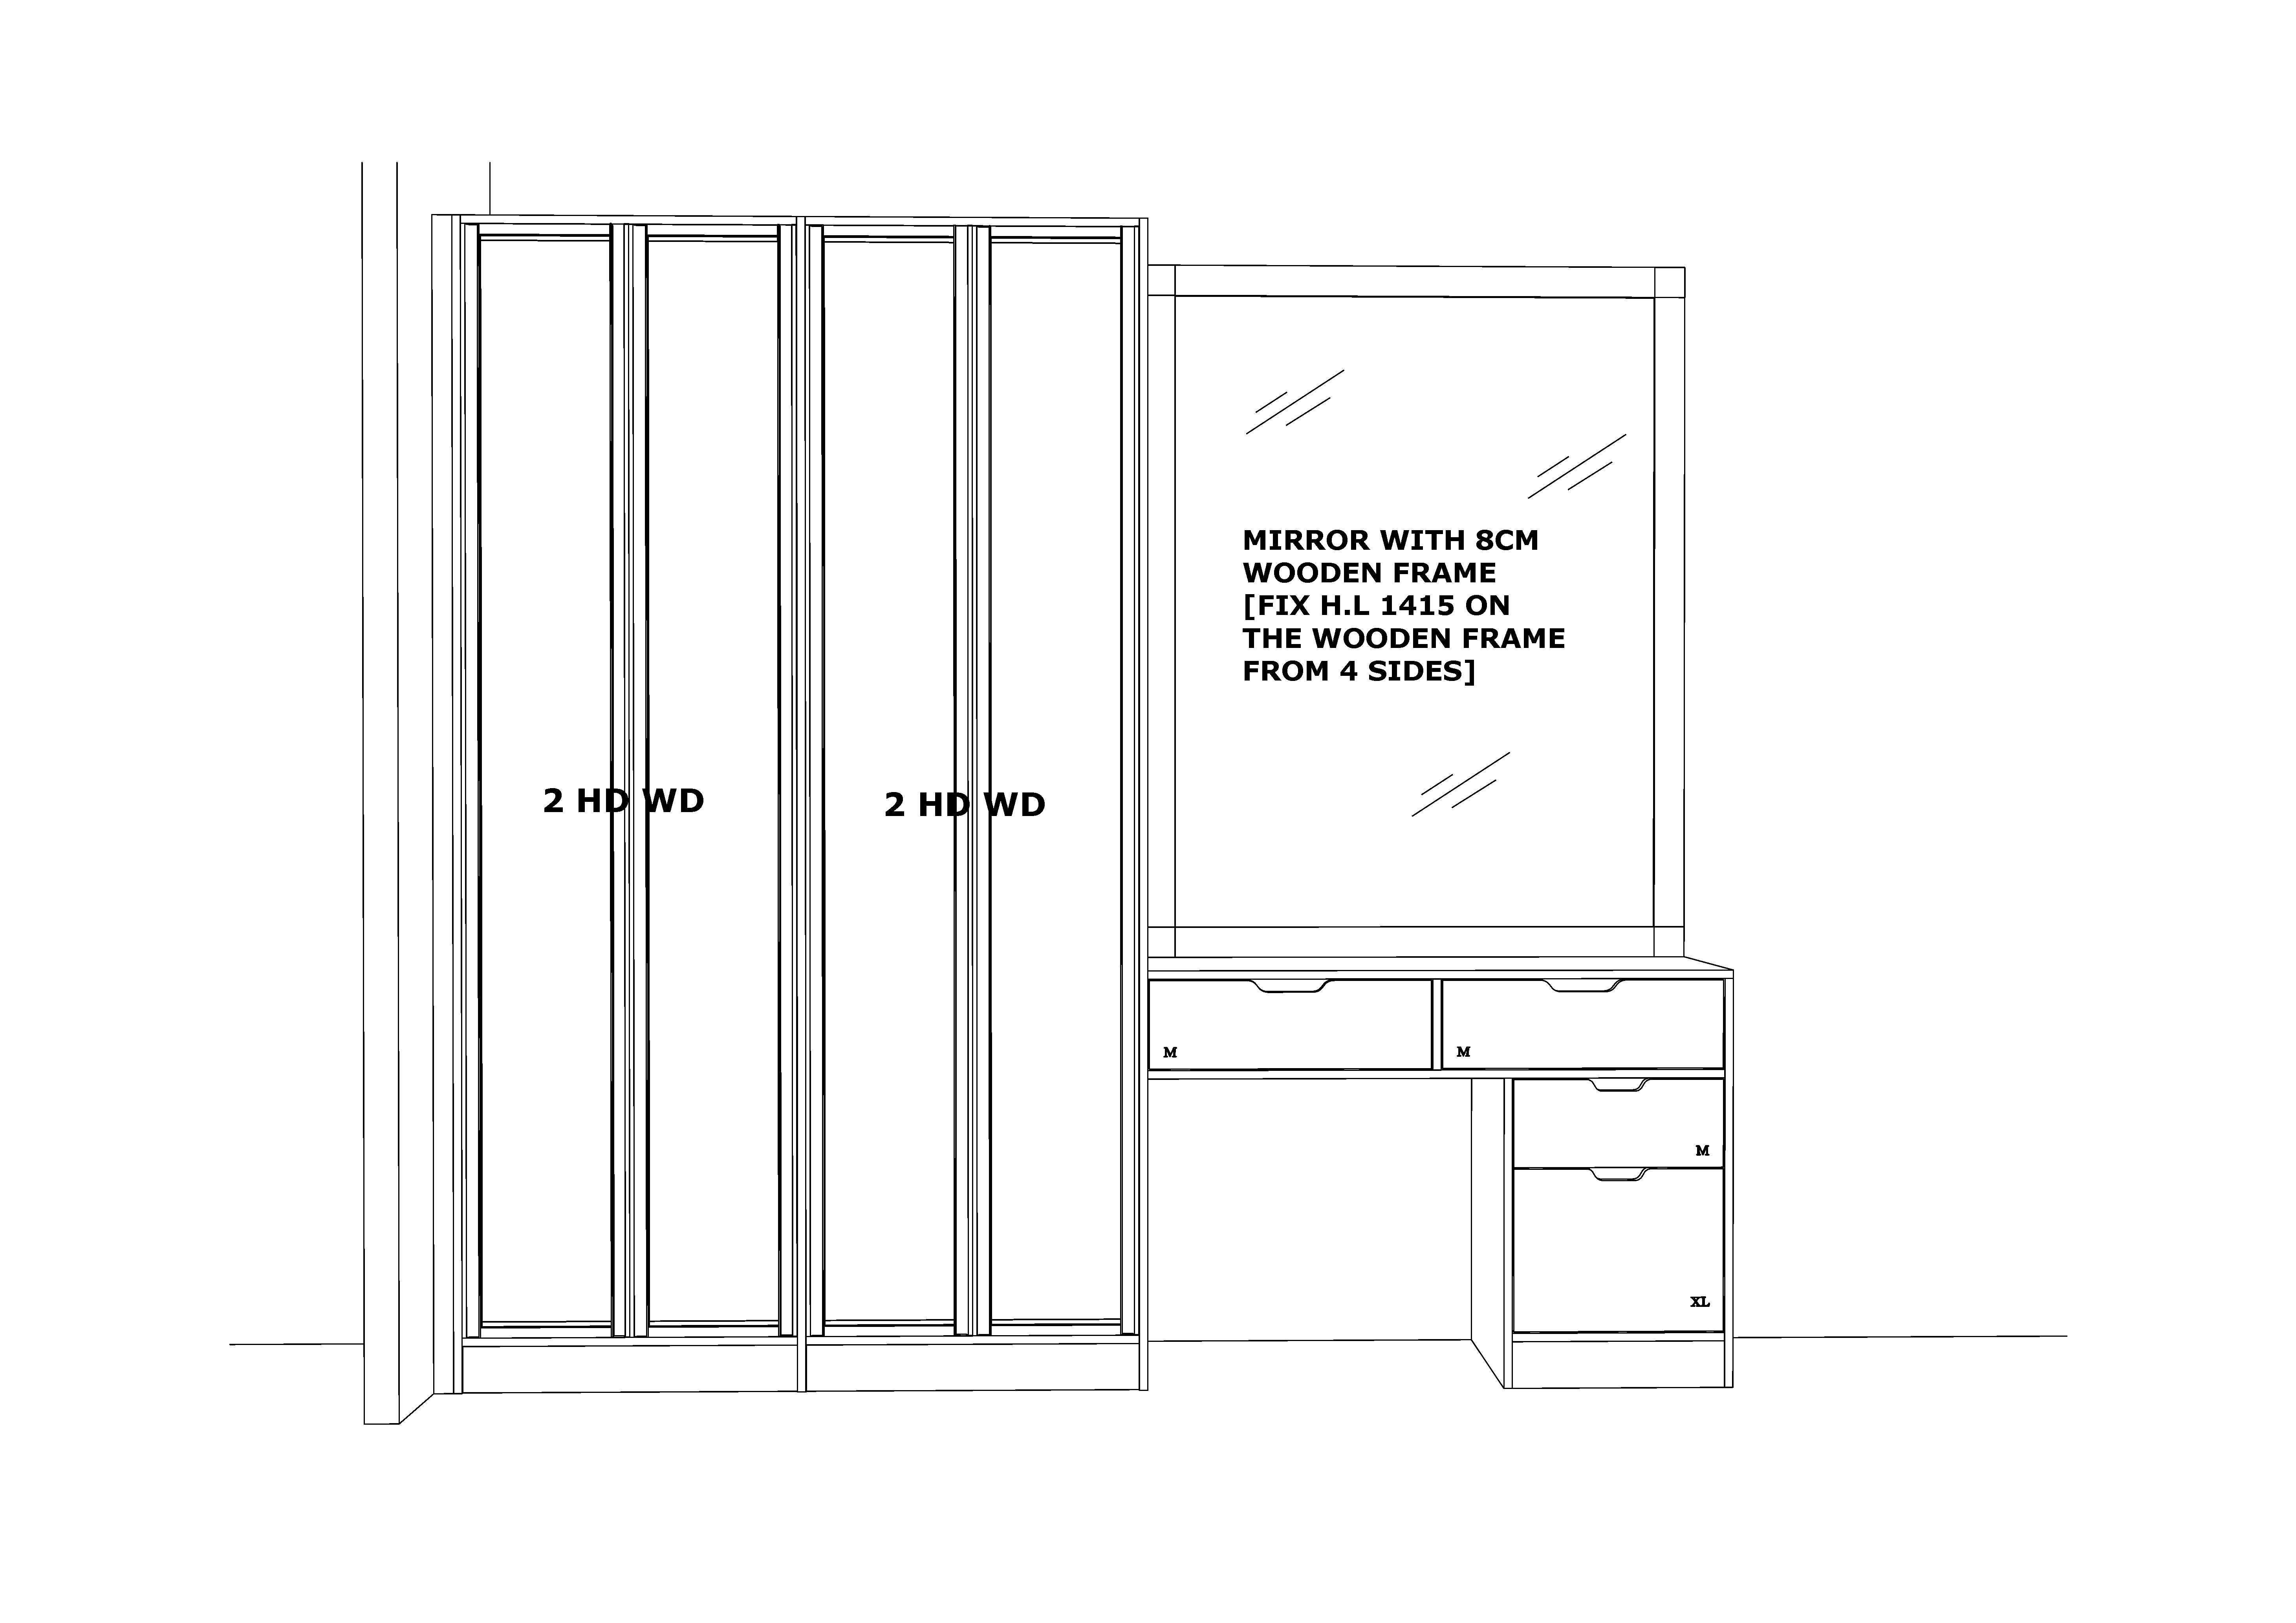 MIRROR WITH 8CM
WOODEN FRAME
[FIX H.L 1415 ON
THE WOODEN FRAME
FROM 4 SIDES]
2 HD WD
2 HD WD
M
M
M
XL